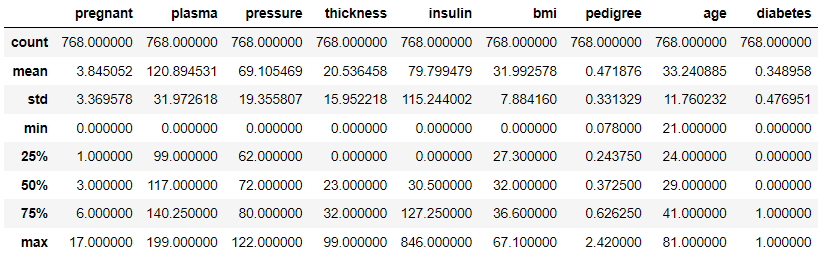 pregnant plasma pressure thickness insulin bmi pedigree age diabetes
count 768.000000 768.000000 768.000000 768.000000 768.000000 768.000000 768.000000 768.000000 768.000000
mean 3.845052 120.894531 69.105469 20.536458 79.799479 31.992578 0.471876 33.240885 0.348958
std 3.369578 31.972618 19.355807 15.952218 115.244002 7.884160 0.331329 11.760232 0.476951
min 0.000000 0.000000 0.000000 0.000000 0.000000 0.000000 0.078000 21.000000 0.000000
25% 1.000000 99.000000 62.000000 0.000000 0.000000 27.300000 0.243750 24.000000 0.000000
50% 3.000000 117.000000 72.000000 23.000000 30.500000 32.000000 0.372500 29.000000 0.000000
75% 6.000000 140.250000 80.000000 32.000000 127.250000 36.600000 0.626250 41.000000 1.000000
max 17.000000 199.000000 122.000000 99.000000 846.000000 67.100000 2.420000 81.000000 1.000000